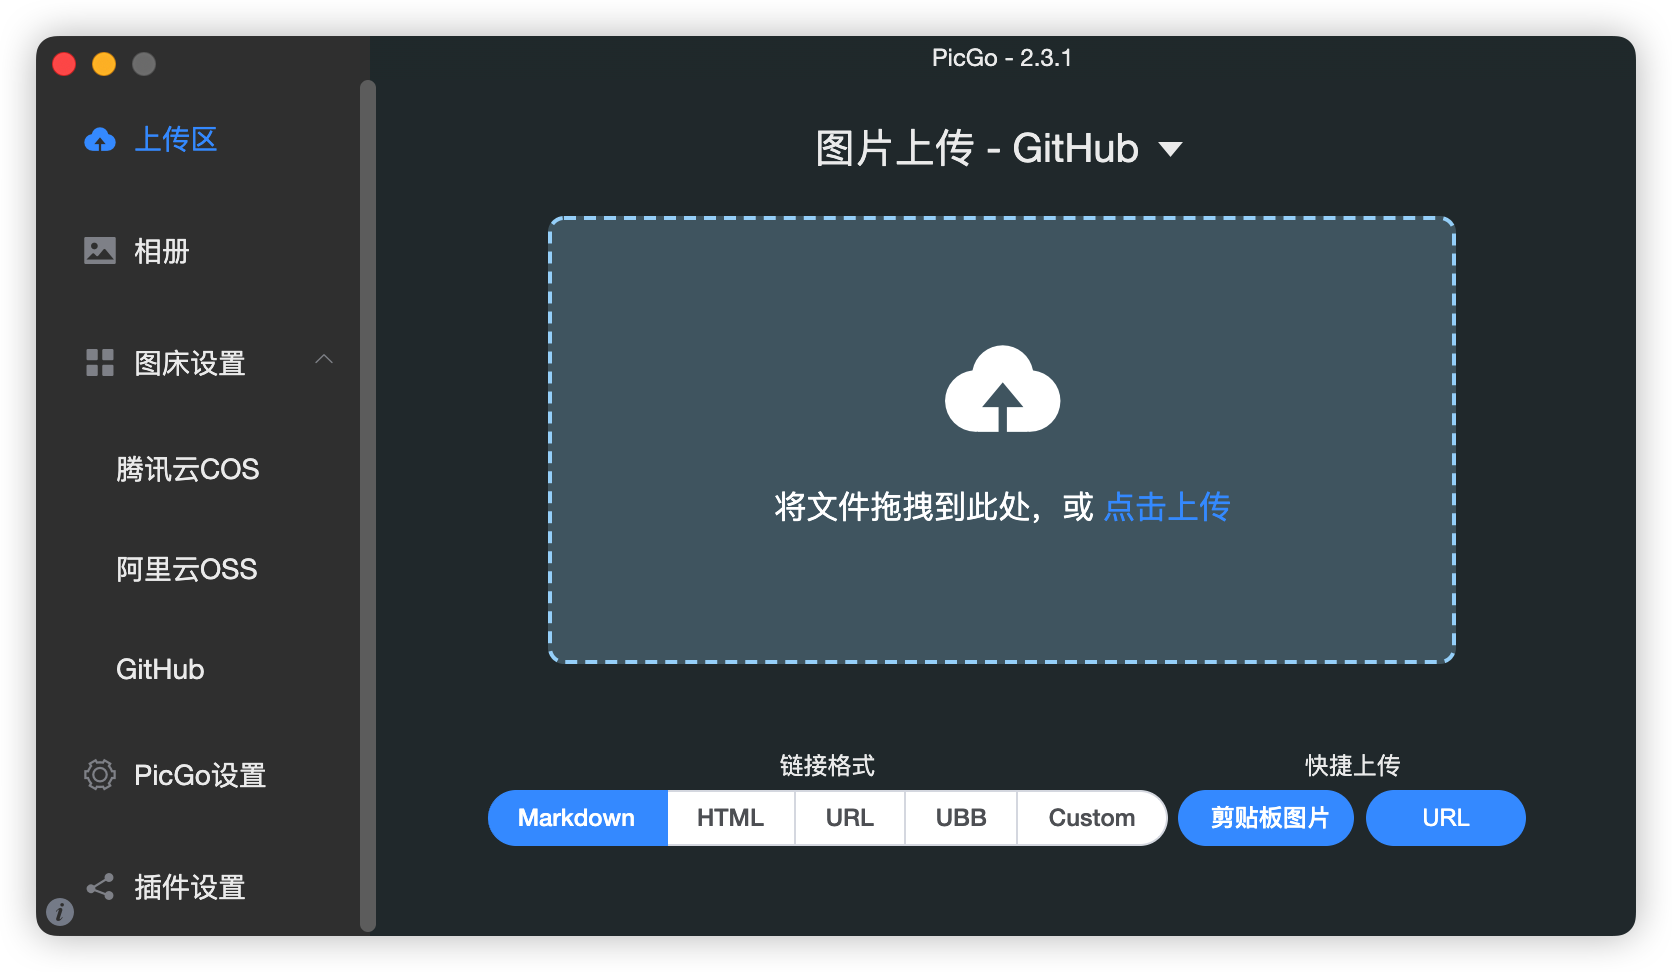 PicGo - 2.3.1
上传区
相册
图床设置
腾讯云COS
阿里云OSS
GitHub
PicGo设置
插件设置
图片上传 - GitHub
将文件拖拽到此处，或 点击上传
链接格式
Markdown HTML URL UBB Custom
快捷上传
剪贴板图片 URL